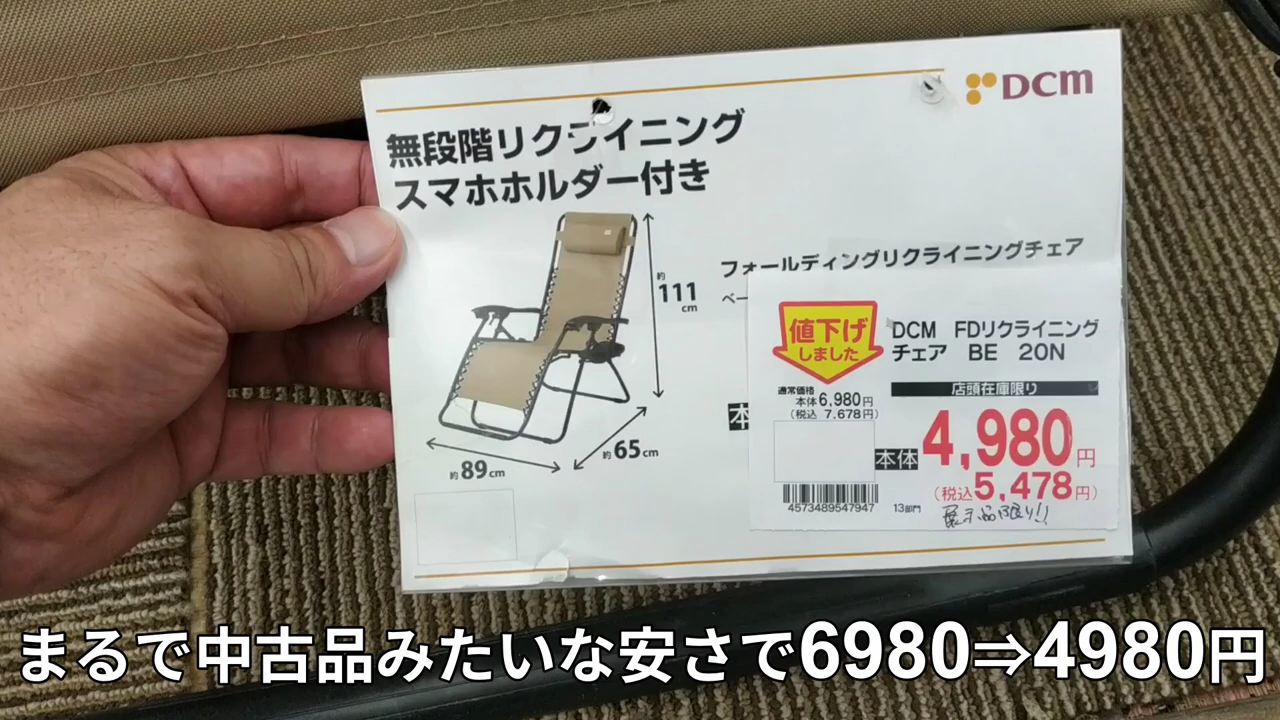 DCM
無段階リクライニング
スマホホルダー付き
約
111
cm
約65cm
約89cm
フォールディングリクライニングチェア
ベー
本
値下げ
しました
DCM FDリクライニング
チェア BE 20N
店頭在庫限り
通常価格
本体6,980円
(税込 7,678円)
本体4,980円
(税込5,478円)
4573489547947
13部門
展示品限り!!
まるで中古品みたいな安さで6980⇒4980円